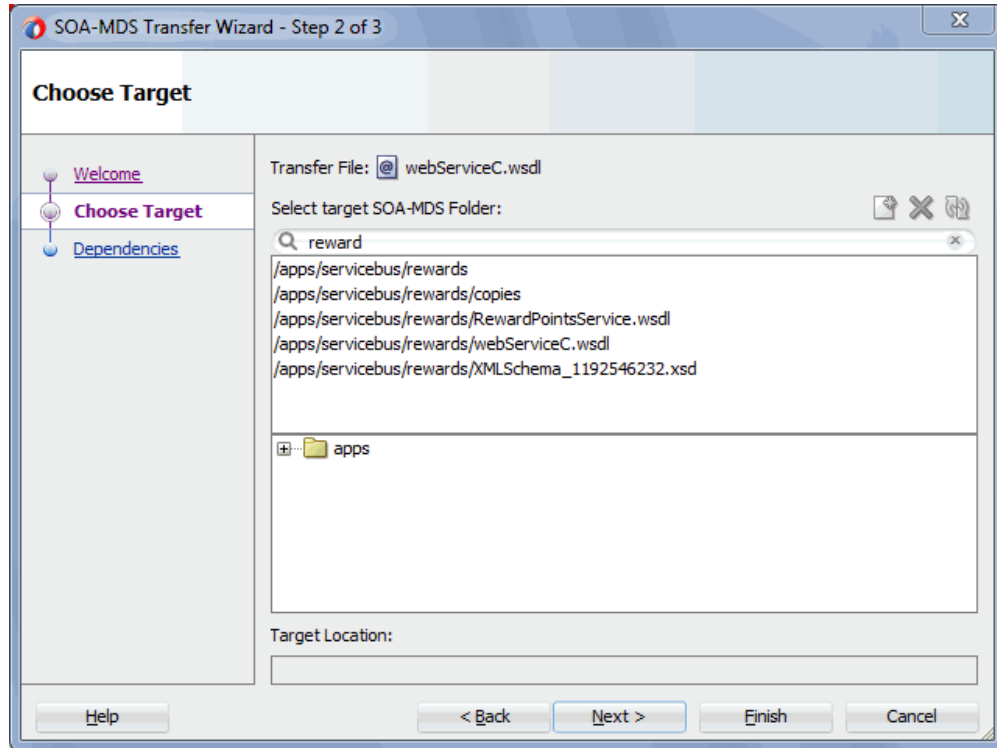 SOA-MDS Transfer Wizard - Step 2 of 3
Choose Target
Welcome
Choose Target
Dependencies
Transfer File: webServiceC.wsdl
Select target SOA-MDS Folder:
reward
/apps/servicebus/rewards
/apps/servicebus/rewards/copies
/apps/servicebus/rewards/RewardPointsService.wsdl
/apps/servicebus/rewards/webServiceC.wsdl
/apps/servicebus/rewards/XMLSchema_1192546232.xsd
apps
Target Location:
Help
< Back
Next >
Finish
Cancel